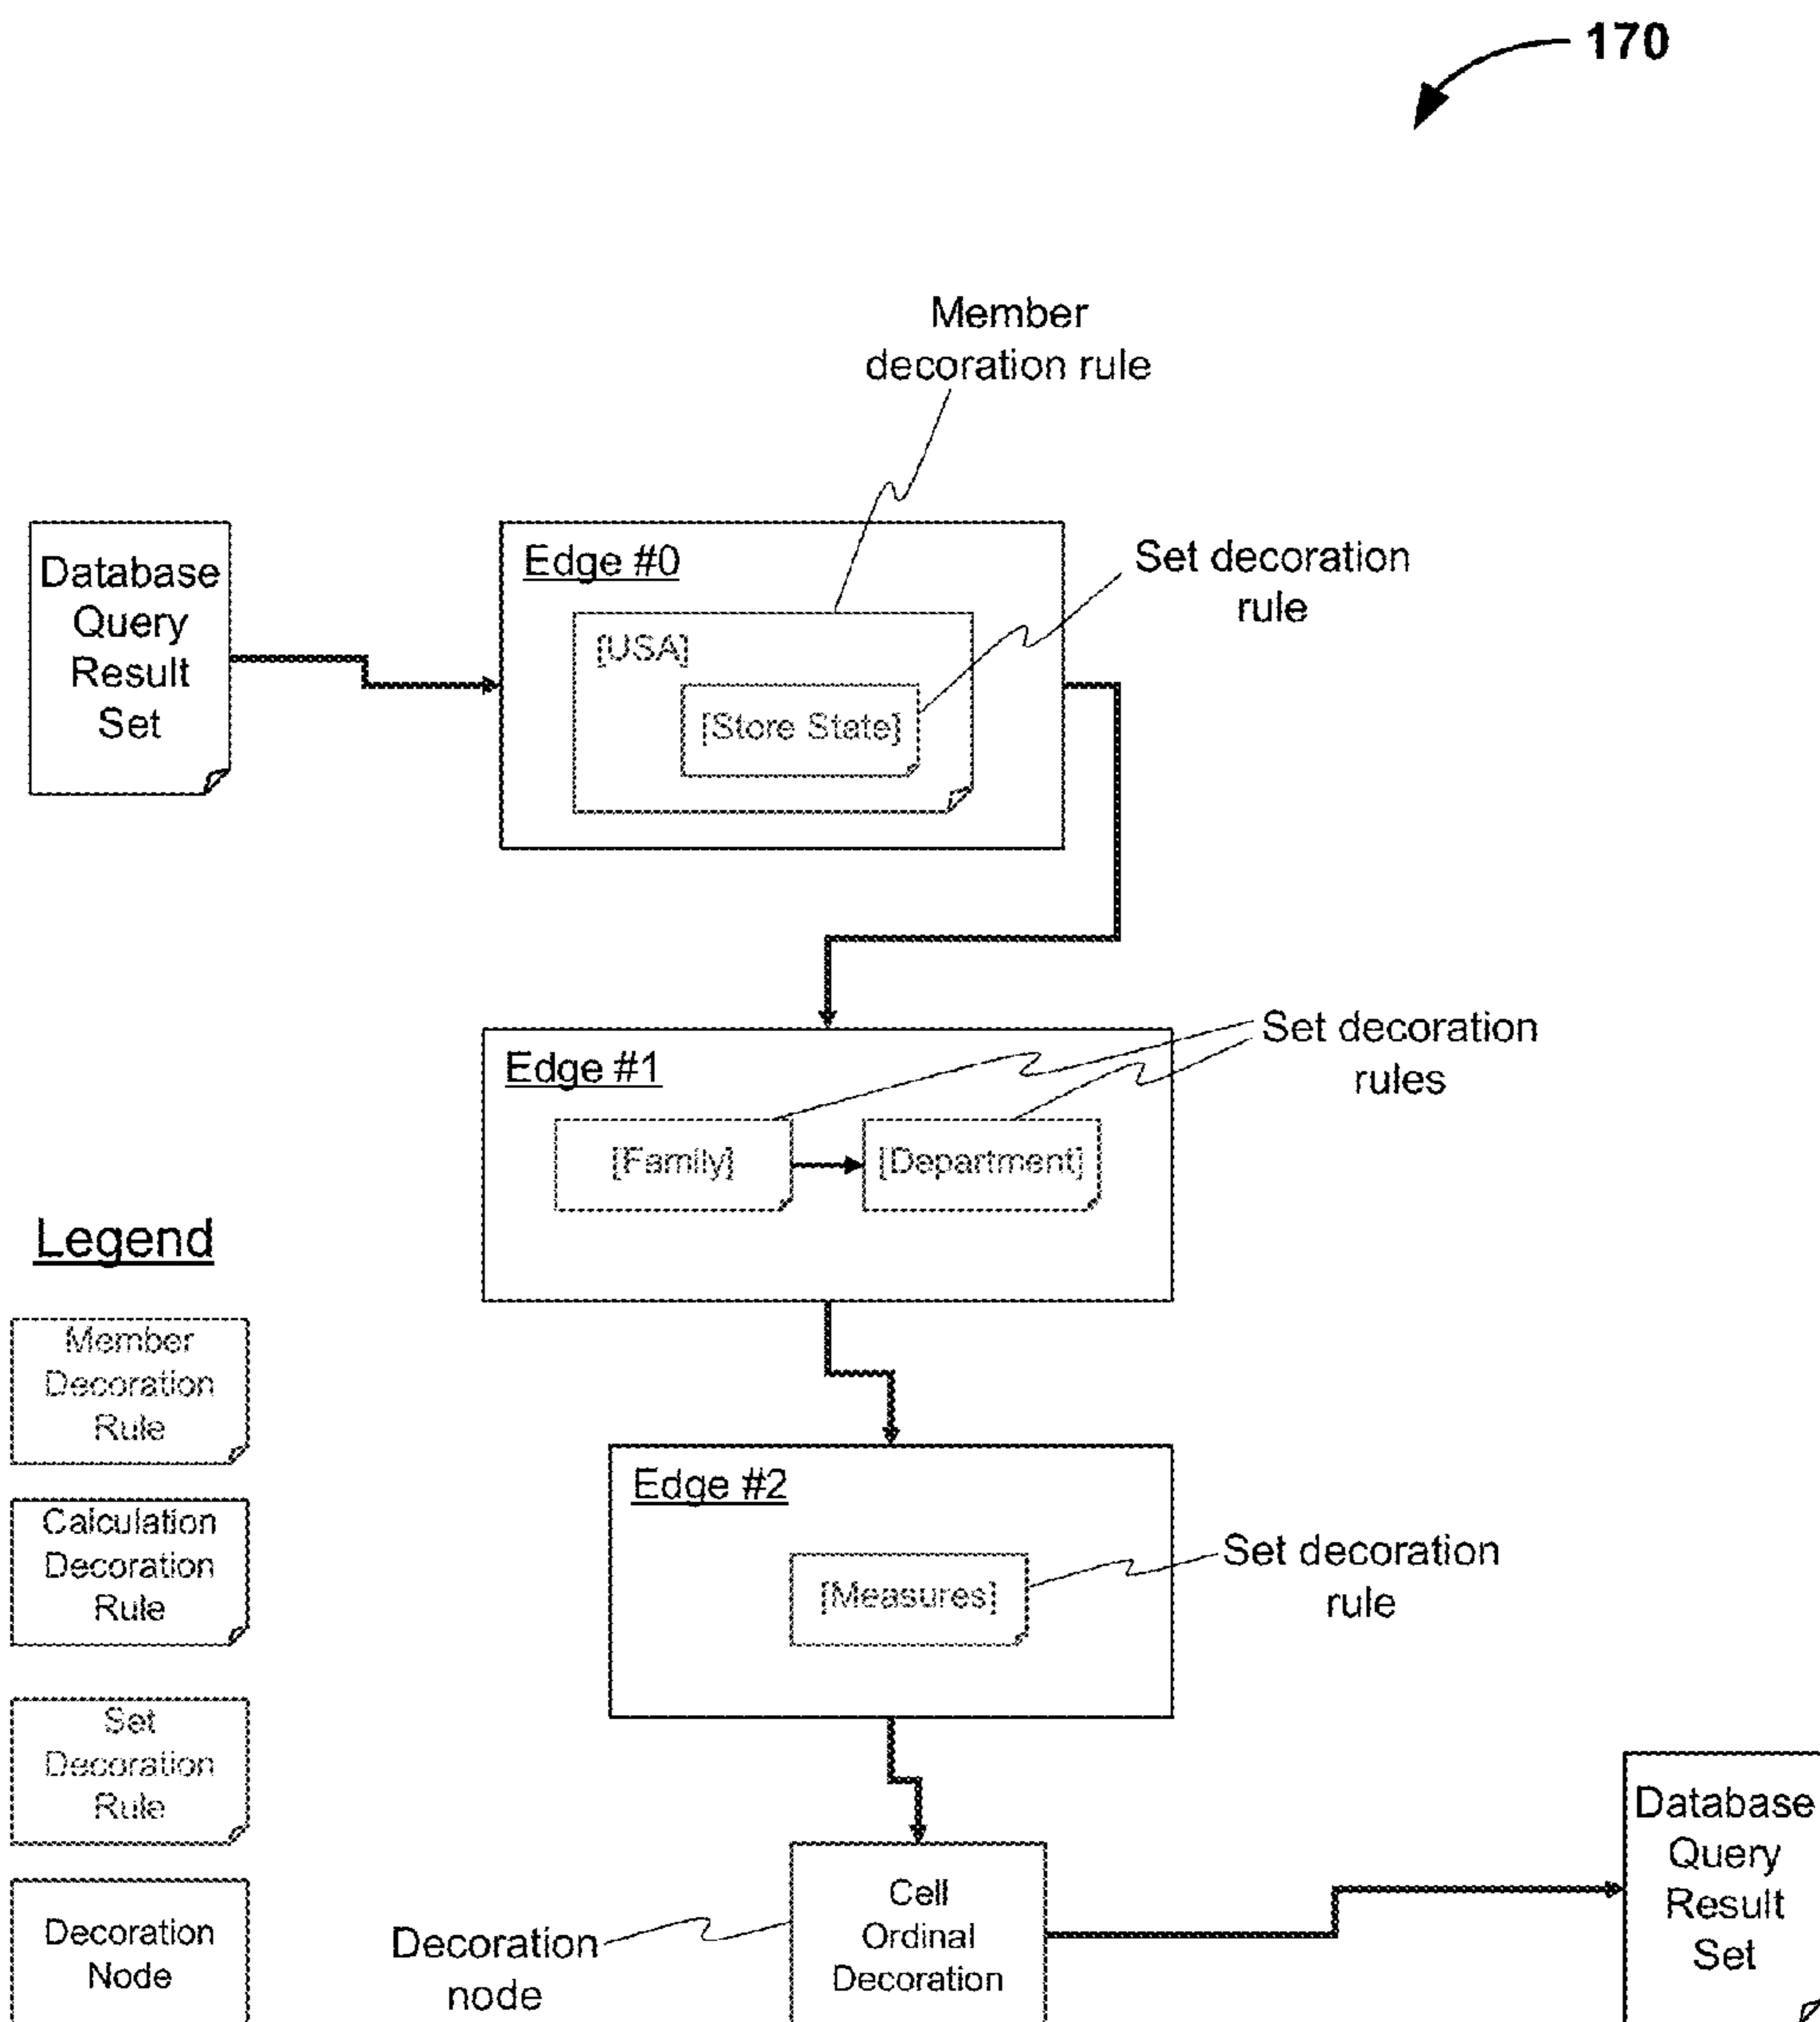 170
Member
decoration rule
Database
Query
Result
Set
Edge #0
[USA]
[Store State]
Set decoration
rule
Edge #1
[Family]
[Department]
Set decoration
rules
Legend
Member
Decoration
Rule
Calculation
Decoration
Rule
Set
Decoration
Rule
Decoration
Node
Edge #2
[Measures]
Set decoration
rule
Decoration
node
Cell
Ordinal
Decoration
Database
Query
Result
Set